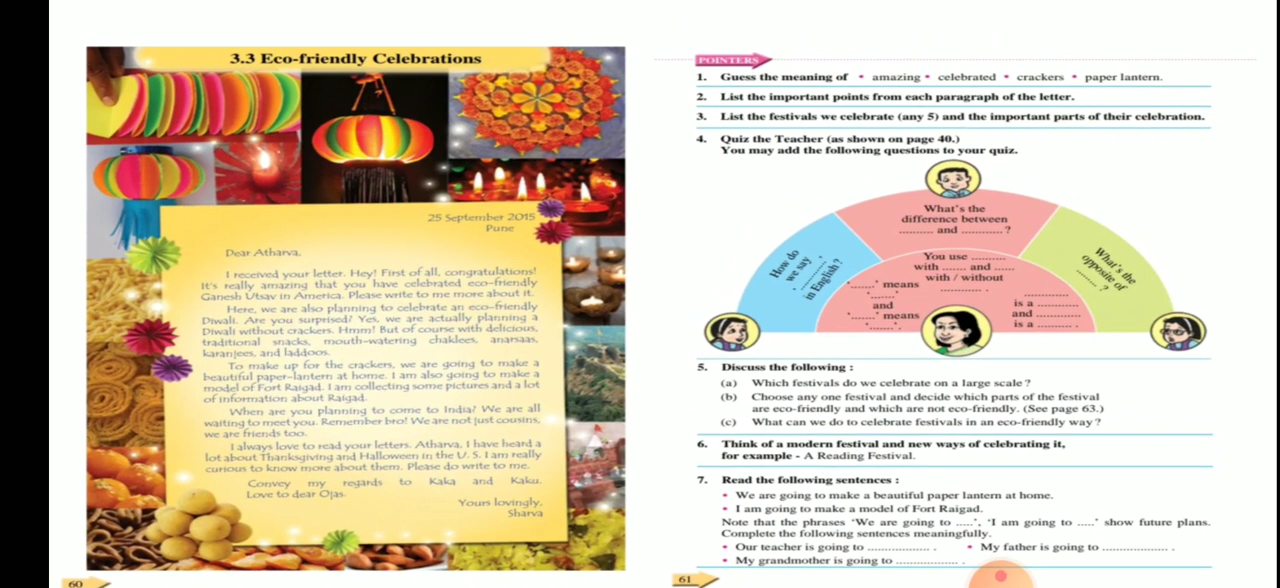 3.3 Eco-friendly Celebrations
25 September 2015
Pune
Dear Atharva,
I received your letter. Hey! First of all, congratulations!
It's really amazing that you have celebrated eco-friendly
Ganesh Utsav in America. Please write to me more about it.
Here, we are also planning to celebrate an eco-friendly
Diwali. Are you surprised? Yes, we are actually planning a
Diwali without crackers. Hmm! But of course with delicious,
traditional snacks, mouth-watering chaklees, anarsaas,
karanjees, and laddoos.
To make up for the crackers, we are going to make a
beautiful paper-lantern at home. I am also going to make a
model of Fort Raigad. I am collecting some pictures and a lot
of information about Raigad.
When are you planning to come to India? We are all
waiting to meet you. Remember bro! We are not just cousins,
we are friends too.
I always love to read your letters. Atharva, I have heard a
lot about Thanksgiving and Halloween in the U. S. I am really
curious to know more about them. Please do write to me.
Convey my regards to Kaka and Kaku.
Love to dear Ojas.
Yours lovingly,
Sharva
60
POINTERS
1. Guess the meaning of • amazing • celebrated • crackers • paper lantern.
2. List the important points from each paragraph of the letter.
3. List the festivals we celebrate (any 5) and the important parts of their celebration.
4. Quiz the Teacher (as shown on page 40.)
You may add the following questions to your quiz.
How do
we say
' .......... '
in English ?
What's the
difference between
.......... and ............ ?
What's the
opposite of
......... ?
You use .........
with ....... and ......
with / without
........... .
'.......' means
'.......'
and
'.......' means
'.......' .
............
is a ...........
and ............
is a .......... .
5. Discuss the following :
(a) Which festivals do we celebrate on a large scale ?
(b) Choose any one festival and decide which parts of the festival
are eco-friendly and which are not eco-friendly. (See page 63.)
(c) What can we do to celebrate festivals in an eco-friendly way ?
6. Think of a modern festival and new ways of celebrating it,
for example - A Reading Festival.
7. Read the following sentences :
• We are going to make a beautiful paper lantern at home.
• I am going to make a model of Fort Raigad.
Note that the phrases 'We are going to .....', 'I am going to .....' show future plans.
Complete the following sentences meaningfully.
• Our teacher is going to ................ . • My father is going to ................. .
• My grandmother is going to ................ .
61